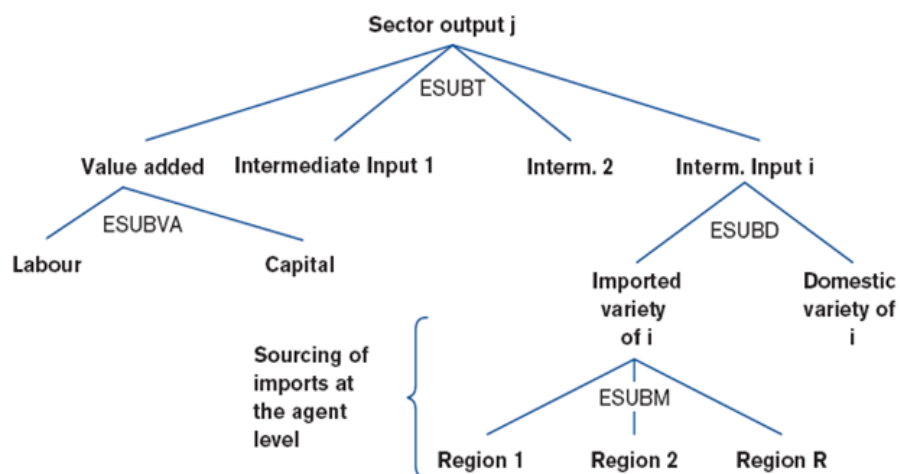 Sector output j
ESUBT
Value added
Intermediate Input 1
Interm. 2
Interm. Input i
ESUBVA
ESUBD
Labour
Capital
Imported
variety
of i
Domestic
variety of
i
Sourcing of
imports at
the agent
level
ESUBM
Region 1
Region 2
Region R